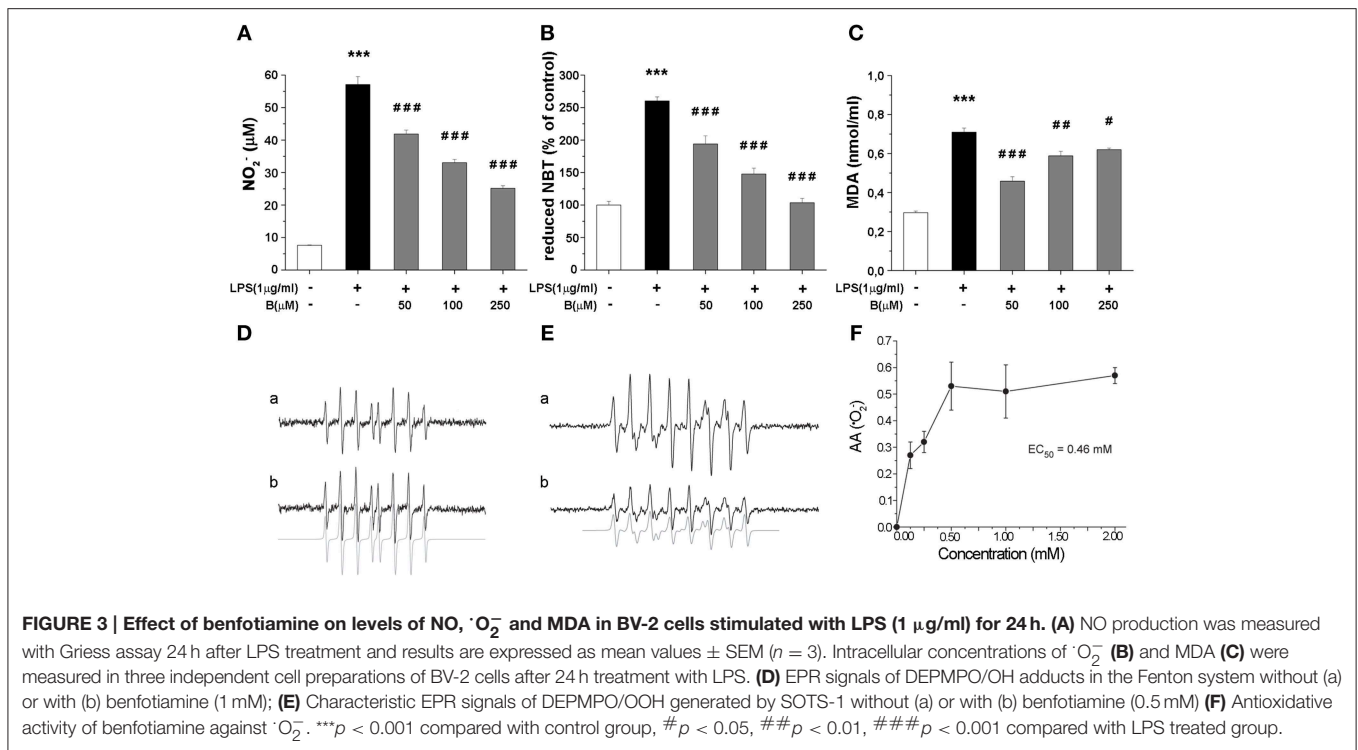 A
***
60
50
40
30
20
10
0
NO2- (μM)
###
###
###
LPS(1μg/ml) - + + + +
B(μM) - - 50 100 250
B
***
300
250
200
150
100
50
0
reduced NBT (% of control)
###
###
###
LPS(1μg/ml) - + + + +
B(μM) - - 50 100 250
C
***
1,0
0,8
0,6
0,4
0,2
0,0
MDA (nmol/ml)
###
##
#
LPS(1μg/ml) - + + + +
B(μM) - - 50 100 250
D
a
b
E
a
b
F
0.7
0.6
0.5
0.4
0.3
0.2
0.1
0.0
AA (·O2-)
EC50 = 0.46 mM
0.00 0.50 1.00 2.00
Concentration (mM)
FIGURE 3 | Effect of benfotiamine on levels of NO, ·O2− and MDA in BV-2 cells stimulated with LPS (1 μg/ml) for 24 h. (A) NO production was measured
with Griess assay 24 h after LPS treatment and results are expressed as mean values ± SEM (n = 3). Intracellular concentrations of ·O2− (B) and MDA (C) were
measured in three independent cell preparations of BV-2 cells after 24 h treatment with LPS. (D) EPR signals of DEPMPO/OH adducts in the Fenton system without (a)
or with (b) benfotiamine (1 mM); (E) Characteristic EPR signals of DEPMPO/OOH generated by SOTS-1 without (a) or with (b) benfotiamine (0.5 mM) (F) Antioxidative
activity of benfotiamine against ·O2−. ***p < 0.001 compared with control group, #p < 0.05, ##p < 0.01, ###p < 0.001 compared with LPS treated group.